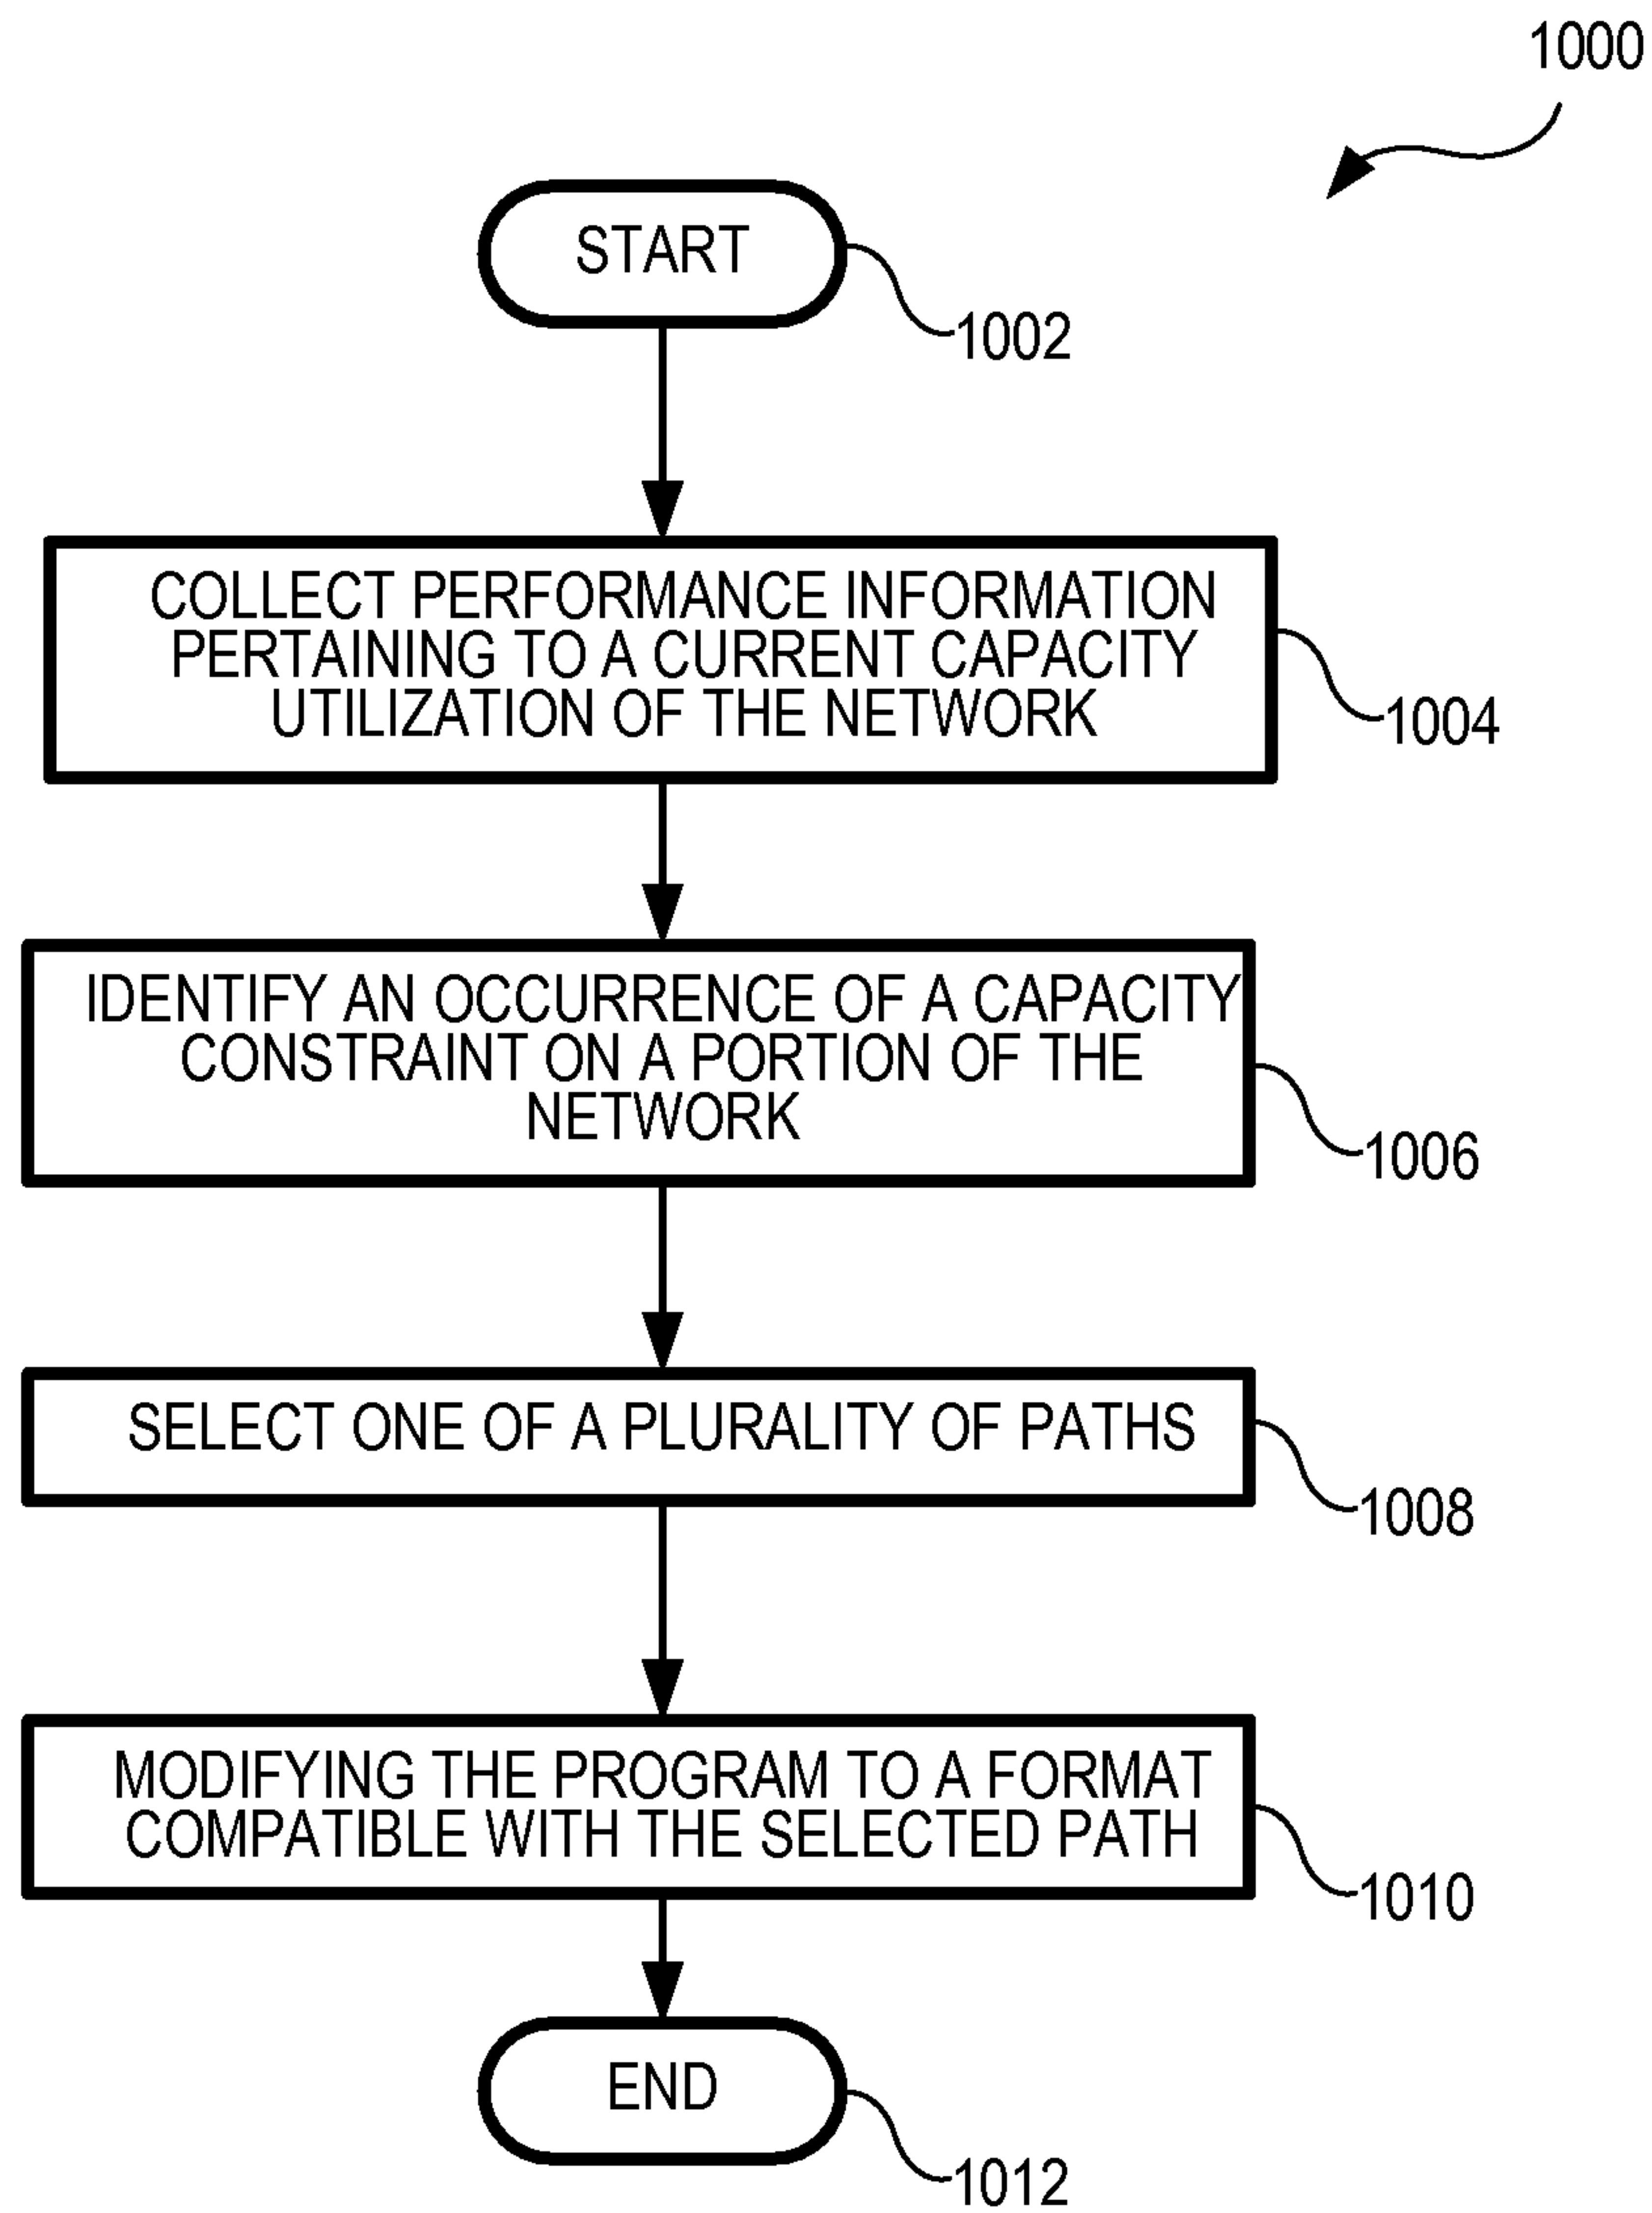 1000
START
1002
COLLECT PERFORMANCE INFORMATION
PERTAINING TO A CURRENT CAPACITY
UTILIZATION OF THE NETWORK
1004
IDENTIFY AN OCCURRENCE OF A CAPACITY
CONSTRAINT ON A PORTION OF THE
NETWORK
1006
SELECT ONE OF A PLURALITY OF PATHS
1008
MODIFYING THE PROGRAM TO A FORMAT
COMPATIBLE WITH THE SELECTED PATH
1010
END
1012